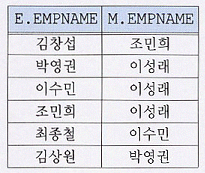 E.EMPNAME M.EMPNAME
김창섭 조민희
박영권 이성래
이수민 이성래
조민희 이성래
최종철 이수민
김상원 박영권